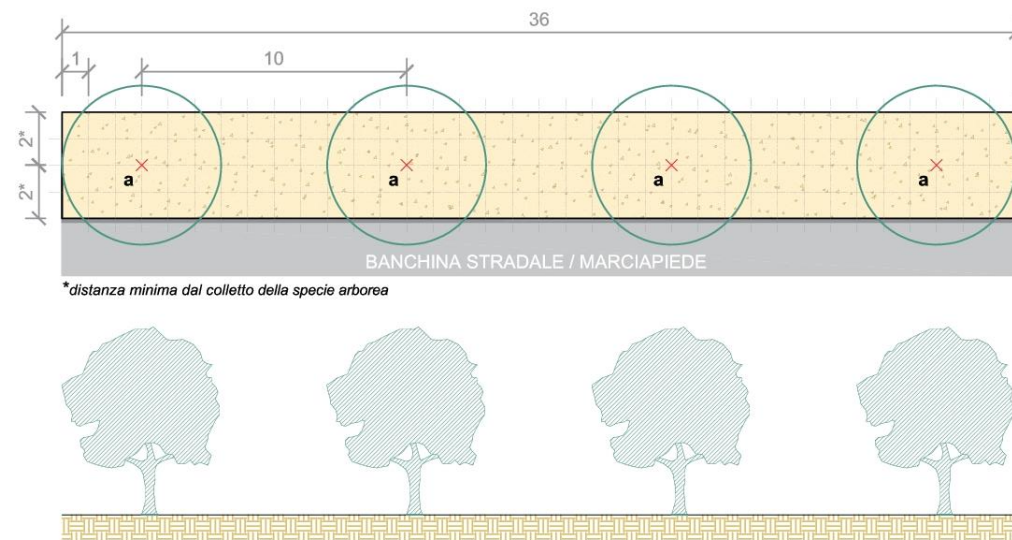 36
1
10
2*
2*
a
a
a
a
BANCHINA STRADALE / MARCIAPIEDE
*distanza minima dal colletto della specie arborea